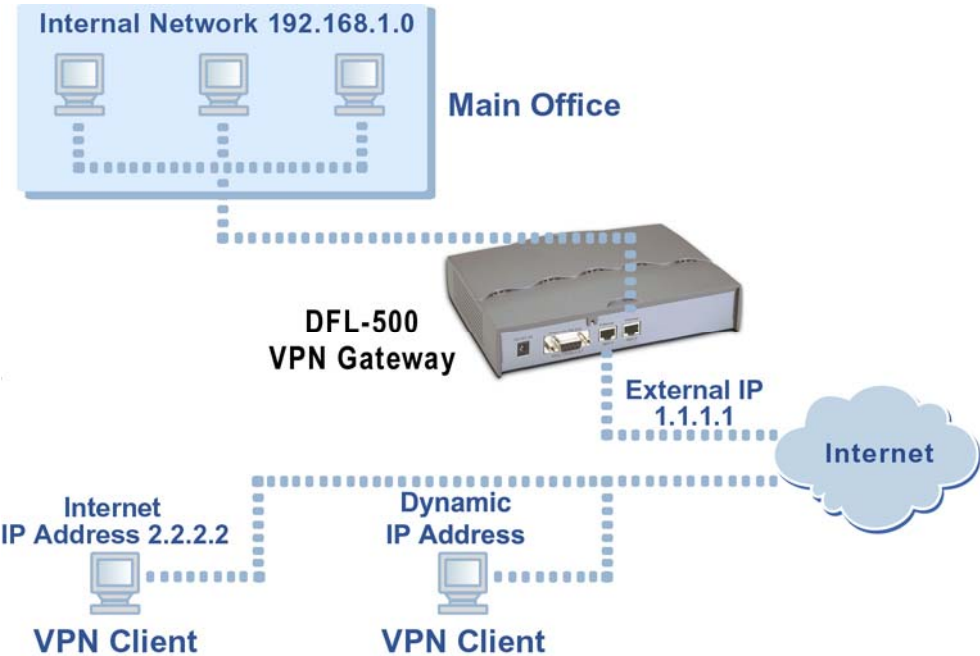 Internal Network 192.168.1.0
Main Office
DFL-500
VPN Gateway
External IP
1.1.1.1
Internet
Internet
IP Address 2.2.2.2
Dynamic
IP Address
VPN Client
VPN Client